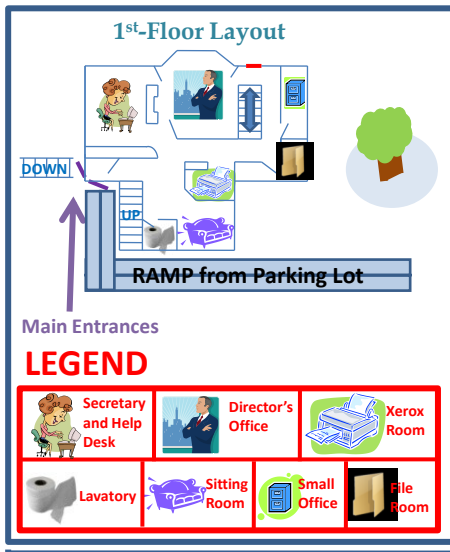 1st-Floor Layout
DOWN
UP
RAMP from Parking Lot
Main Entrances
LEGEND
Secretary
and Help
Desk
Director's
Office
Xerox
Room
Lavatory
Sitting
Room
Small
Office
File
Room